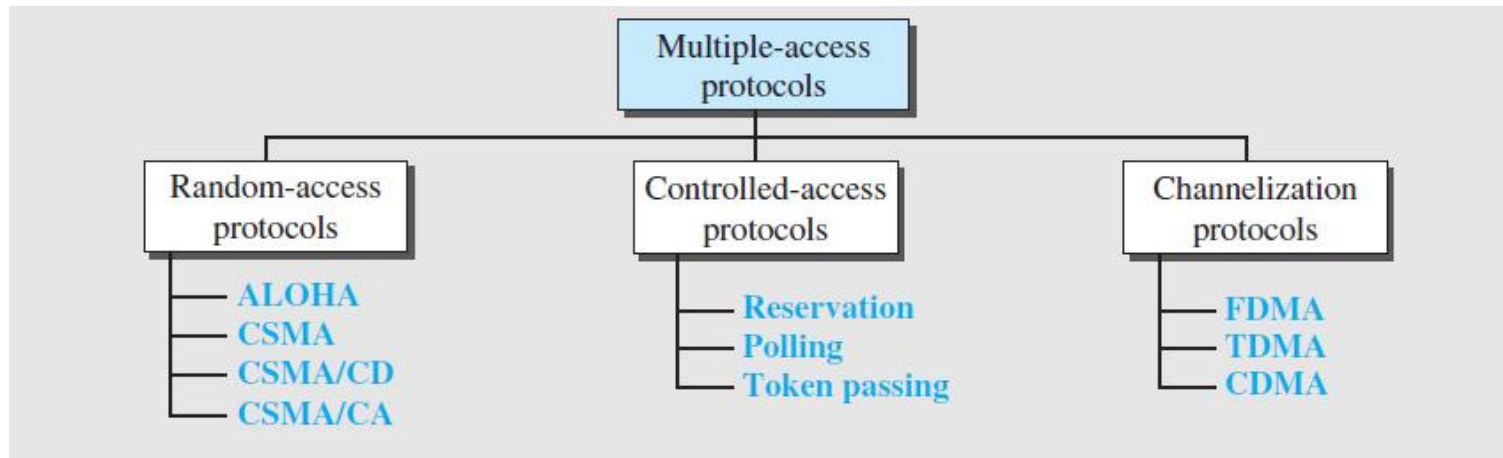 Multiple-access
protocols
Random-access
protocols
ALOHA
CSMA
CSMA/CD
CSMA/CA
Controlled-access
protocols
Reservation
Polling
Token passing
Channelization
protocols
FDMA
TDMA
CDMA